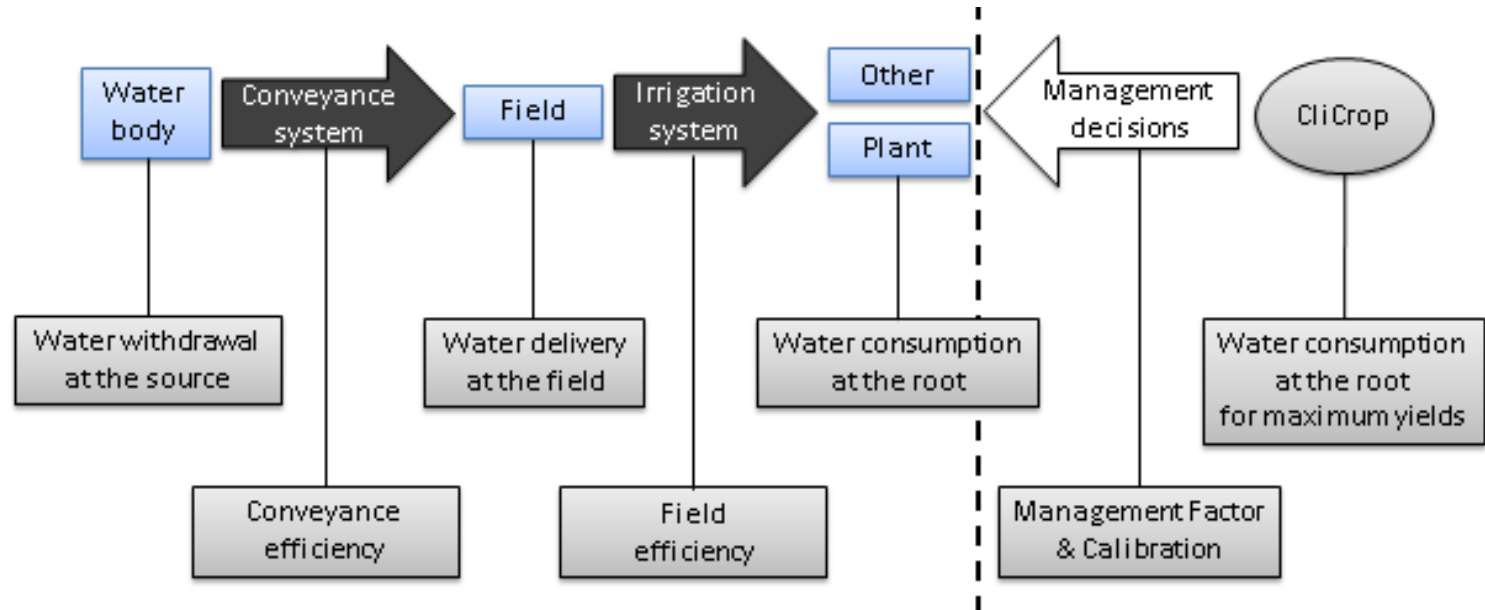 Water
body
Conveyance
system
Field
Irrigation
system
Other
Plant
Management
decisions
CliCrop
Water withdrawal
at the source
Water delivery
at the field
Water consumption
at the root
Water consumption
at the root
for maximum yields
Conveyance
efficiency
Field
efficiency
Management Factor
& Calibration